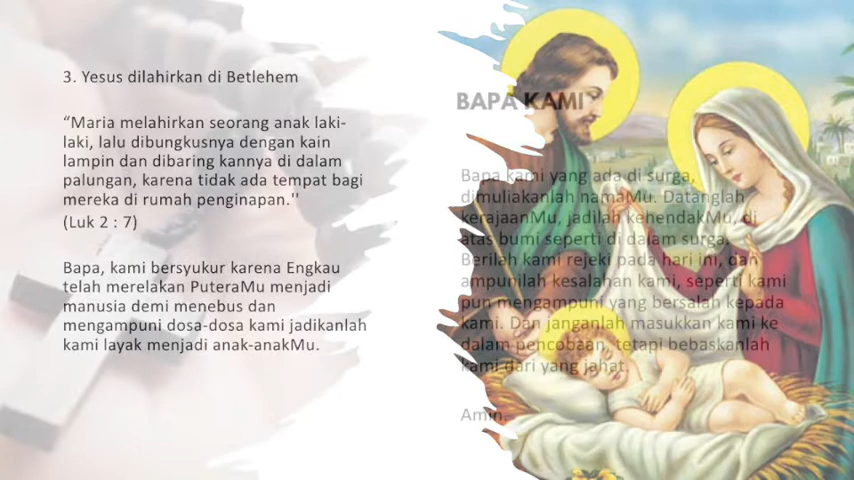 3. Yesus dilahirkan di Betlehem
“Maria melahirkan seorang anak laki-
laki, lalu dibungkusnya dengan kain
lampin dan dibaring kannya di dalam
palungan, karena tidak ada tempat bagi
mereka di rumah penginapan."
(Luk 2 : 7)
Bapa, kami bersyukur karena Engkau
telah merelakan PuteraMu menjadi
manusia demi menebus dan
mengampuni dosa-dosa kami jadikanlah
kami layak menjadi anak-anakMu.
BAPA KAMI
Bapa kami yang ada di surga,
dimuliakanlah namaMu. Datanglah
kerajaanMu, jadilah kehendakMu, di
atas bumi seperti di dalam surga.
Berilah kami rejeki pada hari ini, dan
ampunilah kesalahan kami, seperti kami
pun mengampuni yang bersalah kepada
kami. Dan janganlah masukkan kami ke
dalam pencobaan, tetapi bebaskanlah
kami dari yang jahat.
Amin.